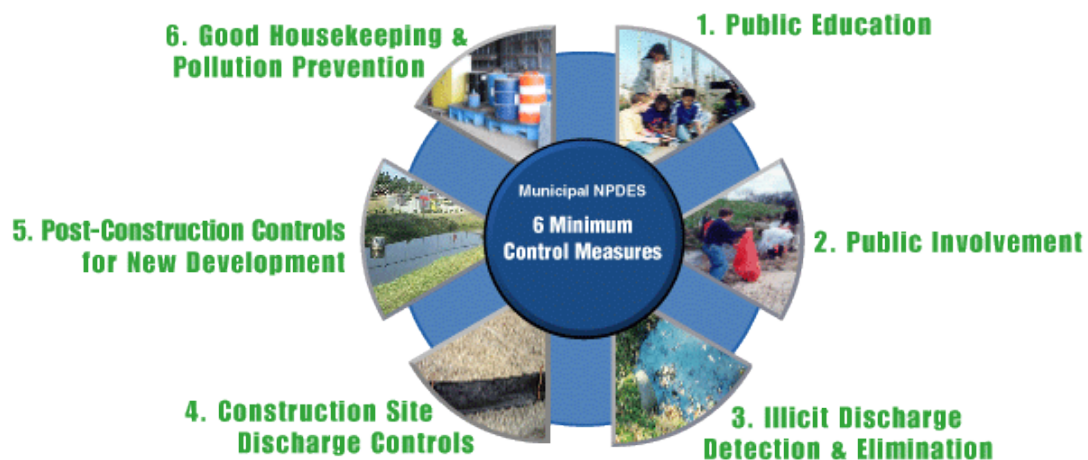 Municipal NPDES
6 Minimum
Control Measures
1. Public Education
2. Public Involvement
3. Illicit Discharge
Detection & Elimination
4. Construction Site
Discharge Controls
5. Post-Construction Controls
for New Development
6. Good Housekeeping &
Pollution Prevention